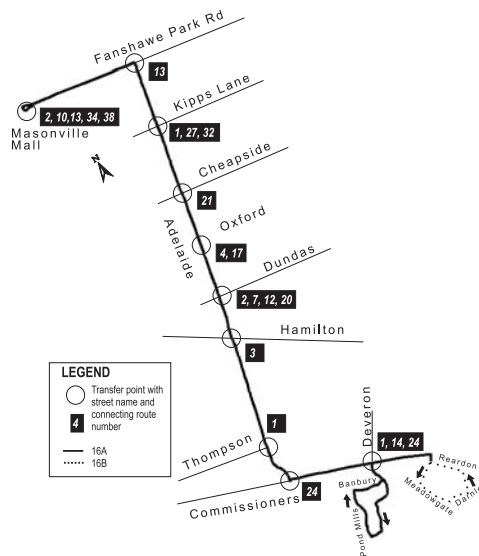 Fanshawe Park Rd
13
Kipps Lane
2, 10,13, 34, 38
Masonville
Mall
1, 27, 32
N
Cheapside
21
Adelaide
Oxford
4, 17
Dundas
2, 7, 12, 20
Hamilton
3
LEGEND
Transfer point with
street name and
connecting route
number
4
16A
16B
Thompson
1
Deveron
1, 14, 24
Commissioners
24
Banbury
Pond Mills
Reardon
Meadowgate